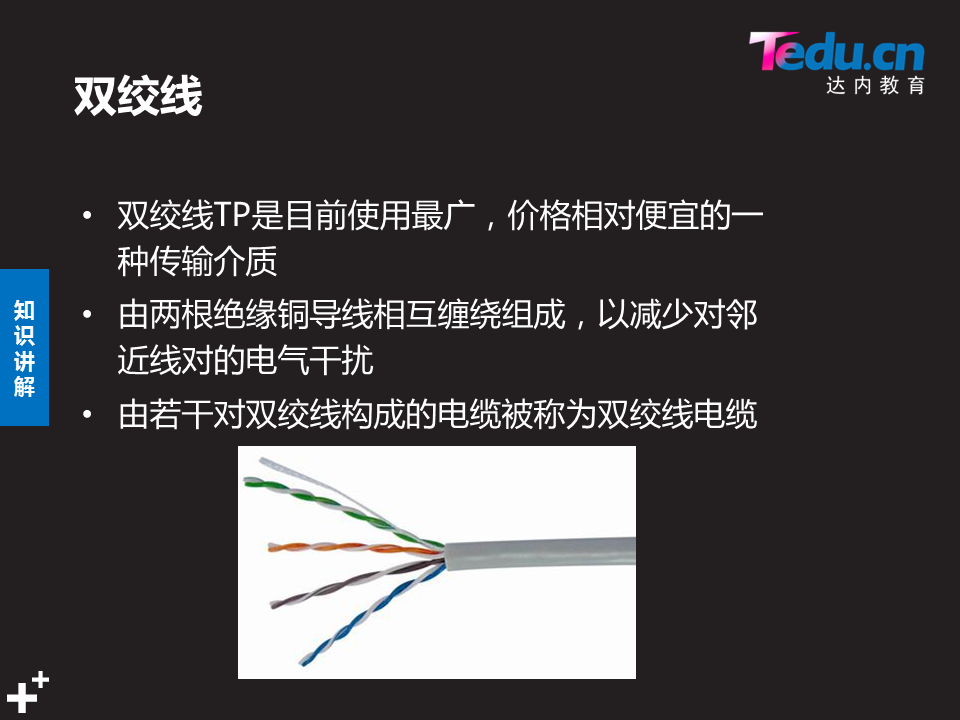 Tedu.cn
达内教育
双绞线
• 双绞线TP是目前使用最广，价格相对便宜的一
种传输介质
• 由两根绝缘铜导线相互缠绕组成，以减少对邻
近线对的电气干扰
• 由若干对双绞线构成的电缆被称为双绞线电缆
知
识
讲
解